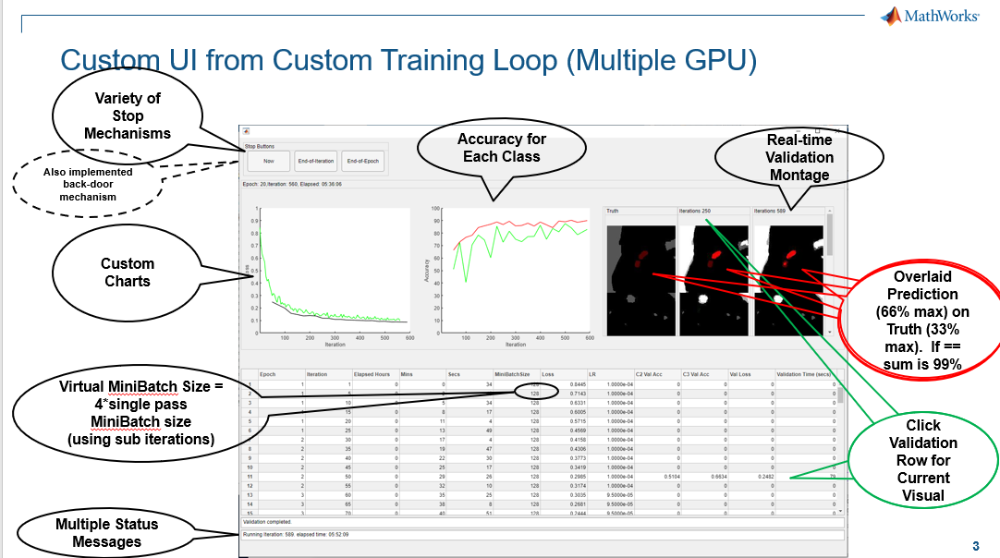 MathWorks®
Custom UI from Custom Training Loop (Multiple GPU)
Variety of
Stop
Mechanisms
Also implemented
back-door
mechanism
Custom
Charts
Accuracy for
Each Class
Real-time
Validation
Montage
Overlaid
Prediction
(66% max) on
Truth (33%
max). If ==
sum is 99%
Virtual MiniBatch Size =
4*single pass
MiniBatch size
(using sub iterations)
Click
Validation
Row for
Current
Visual
Multiple Status
Messages
Stop Buttons
Now End-of-Iteration End-of-Epoch
Epoch: 20,Iteration: 560, Elapsed: 05:36:06
1
0.9
0.8
0.7
0.6
0.5
0.4
0.3
0.2
0.1
0
100 200 300 400 500 600
Iteration
100
90
80
70
60
50
40
30
20
10
0
Accuracy
100 200 300 400 500 600
Iteration
Truth Iterations 250 Iterations 589
Epoch Iteration Elapsed Hours Mins Secs MiniBatchSize Loss LR C2 Val Acc C3 Val Acc Val Loss Validation Time (secs)
1 1 1 0 0 34 128 0.8445 1.0000e-04 0 0 0 0
2 1 5 0 128 0.7143 1.0000e-04 0 0 0 0
3 1 10 0 5 34 128 0.6331 1.0000e-04 0 0 0 0
4 1 15 0 8 17 128 0.6005 1.0000e-04 0 0 0 0
5 1 20 0 11 4 128 0.5715 1.0000e-04 0 0 0 0
6 1 25 0 13 49 128 0.4569 1.0000e-04 0 0 0 0
7 2 30 0 17 4 128 0.4158 1.0000e-04 0 0 0 0
8 2 35 0 19 47 128 0.4306 1.0000e-04 0 0 0 0
9 2 40 0 22 30 128 0.3773 1.0000e-04 0 0 0 0
10 2 45 0 25 17 128 0.3419 1.0000e-04 0 0 0 0
11 2 50 0 29 26 128 0.2985 1.0000e-04 0.5104 0.6634 0.2482 79
12 2 55 0 32 10 128 0.3174 1.0000e-04 0 0 0 0
13 3 60 0 35 25 128 0.3035 9.5000e-05 0 0 0 0
14 3 65 0 38 8 128 0.2681 9.5000e-05 0 0 0 0
15 3 70 0 40 51 128 0.2444 9.5000e-05 0 0 0 0
Validation completed.
Running Iteration: 589. elapsed time: 05:52:09
3